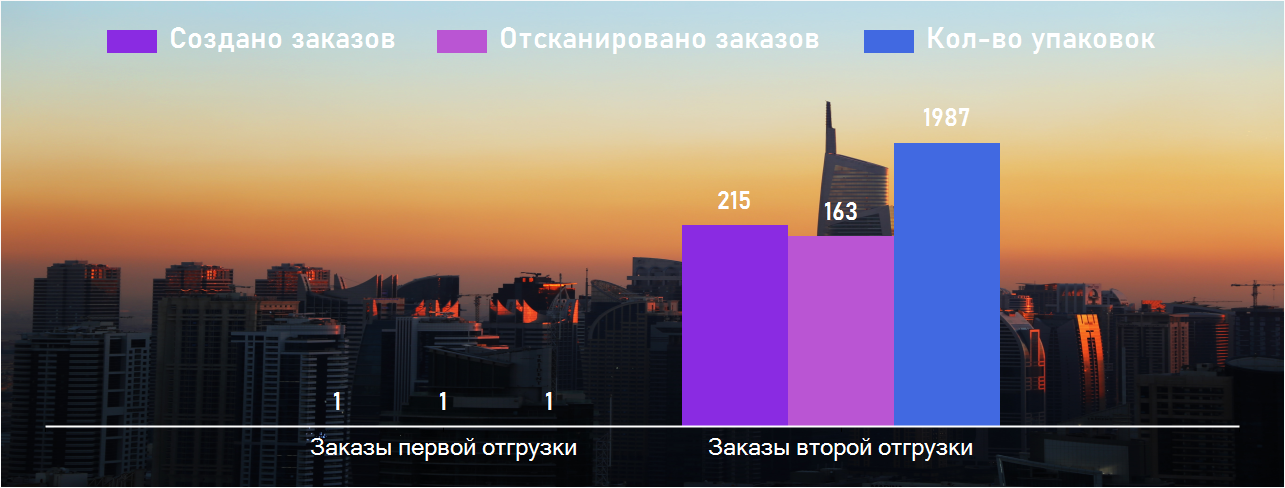 Создано заказов Отсканировано заказов Кол-во упаковок
1987
215
163
1 1 1
Заказы первой отгрузки Заказы второй отгрузки